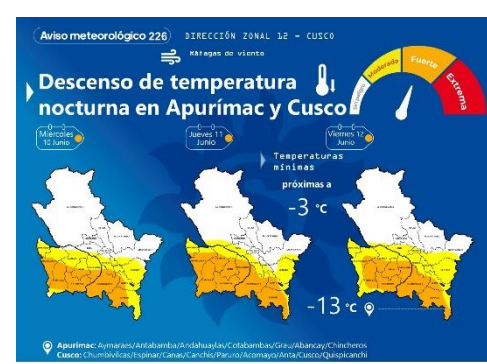 Aviso meteorológico 226)
DIRECCIÓN ZONAL 12 - CUSCO
Ráfagas de viento
Descenso de temperatura
nocturna en Apurímac y Cusco
Moderada
Fuerte
Extrema
Miércoles
10 Junio
Jueves 11
Junio
Viernes 12
Junio
Temperaturas
mínimas
próximas a
-3 °C
-13 °C
Apurimac: Aymaraes/Antabamba/Andahuaylas/Cotabambas/Grau/Abancay/Chincheros
Cusco: Chumbivilcas/Espinar/Canas/Canchis/Paruro/Acomayo/Anta/Cusco/Quispicanchi